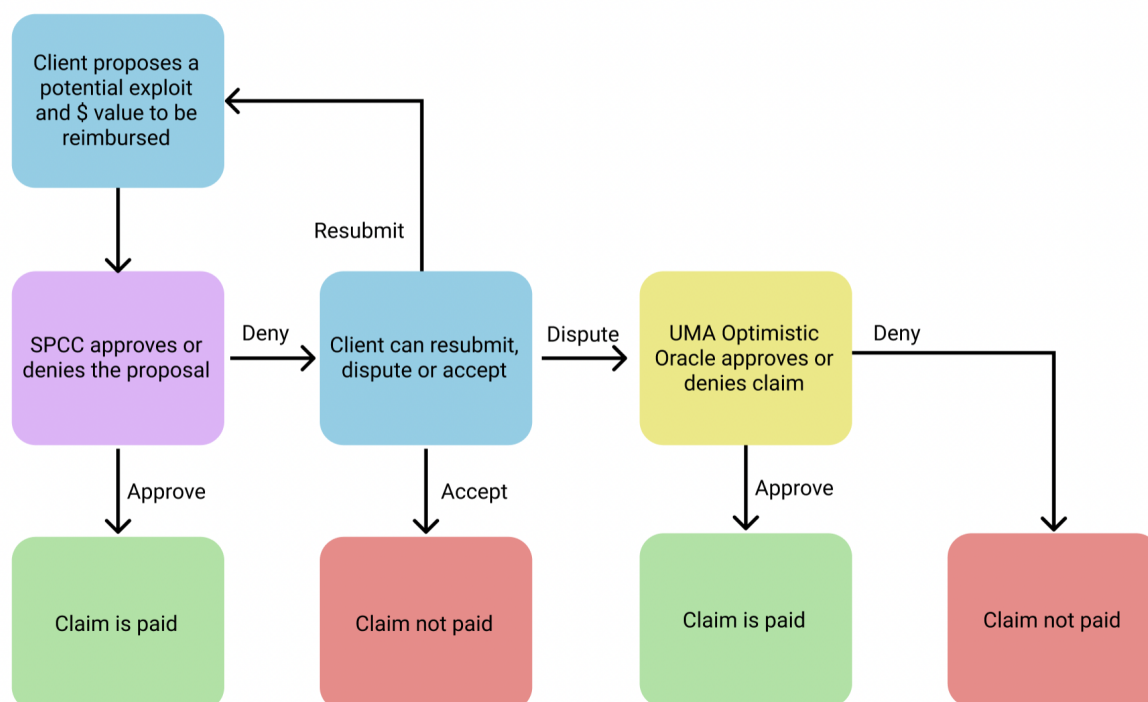 Client proposes a
potential exploit
and $ value to be
reimbursed
Resubmit
SPCC approves or
denies the proposal
Deny
Client can resubmit,
dispute or accept
Dispute
UMA Optimistic
Oracle approves or
denies claim
Deny
Approve
Accept
Approve
Claim is paid
Claim not paid
Claim is paid
Claim not paid